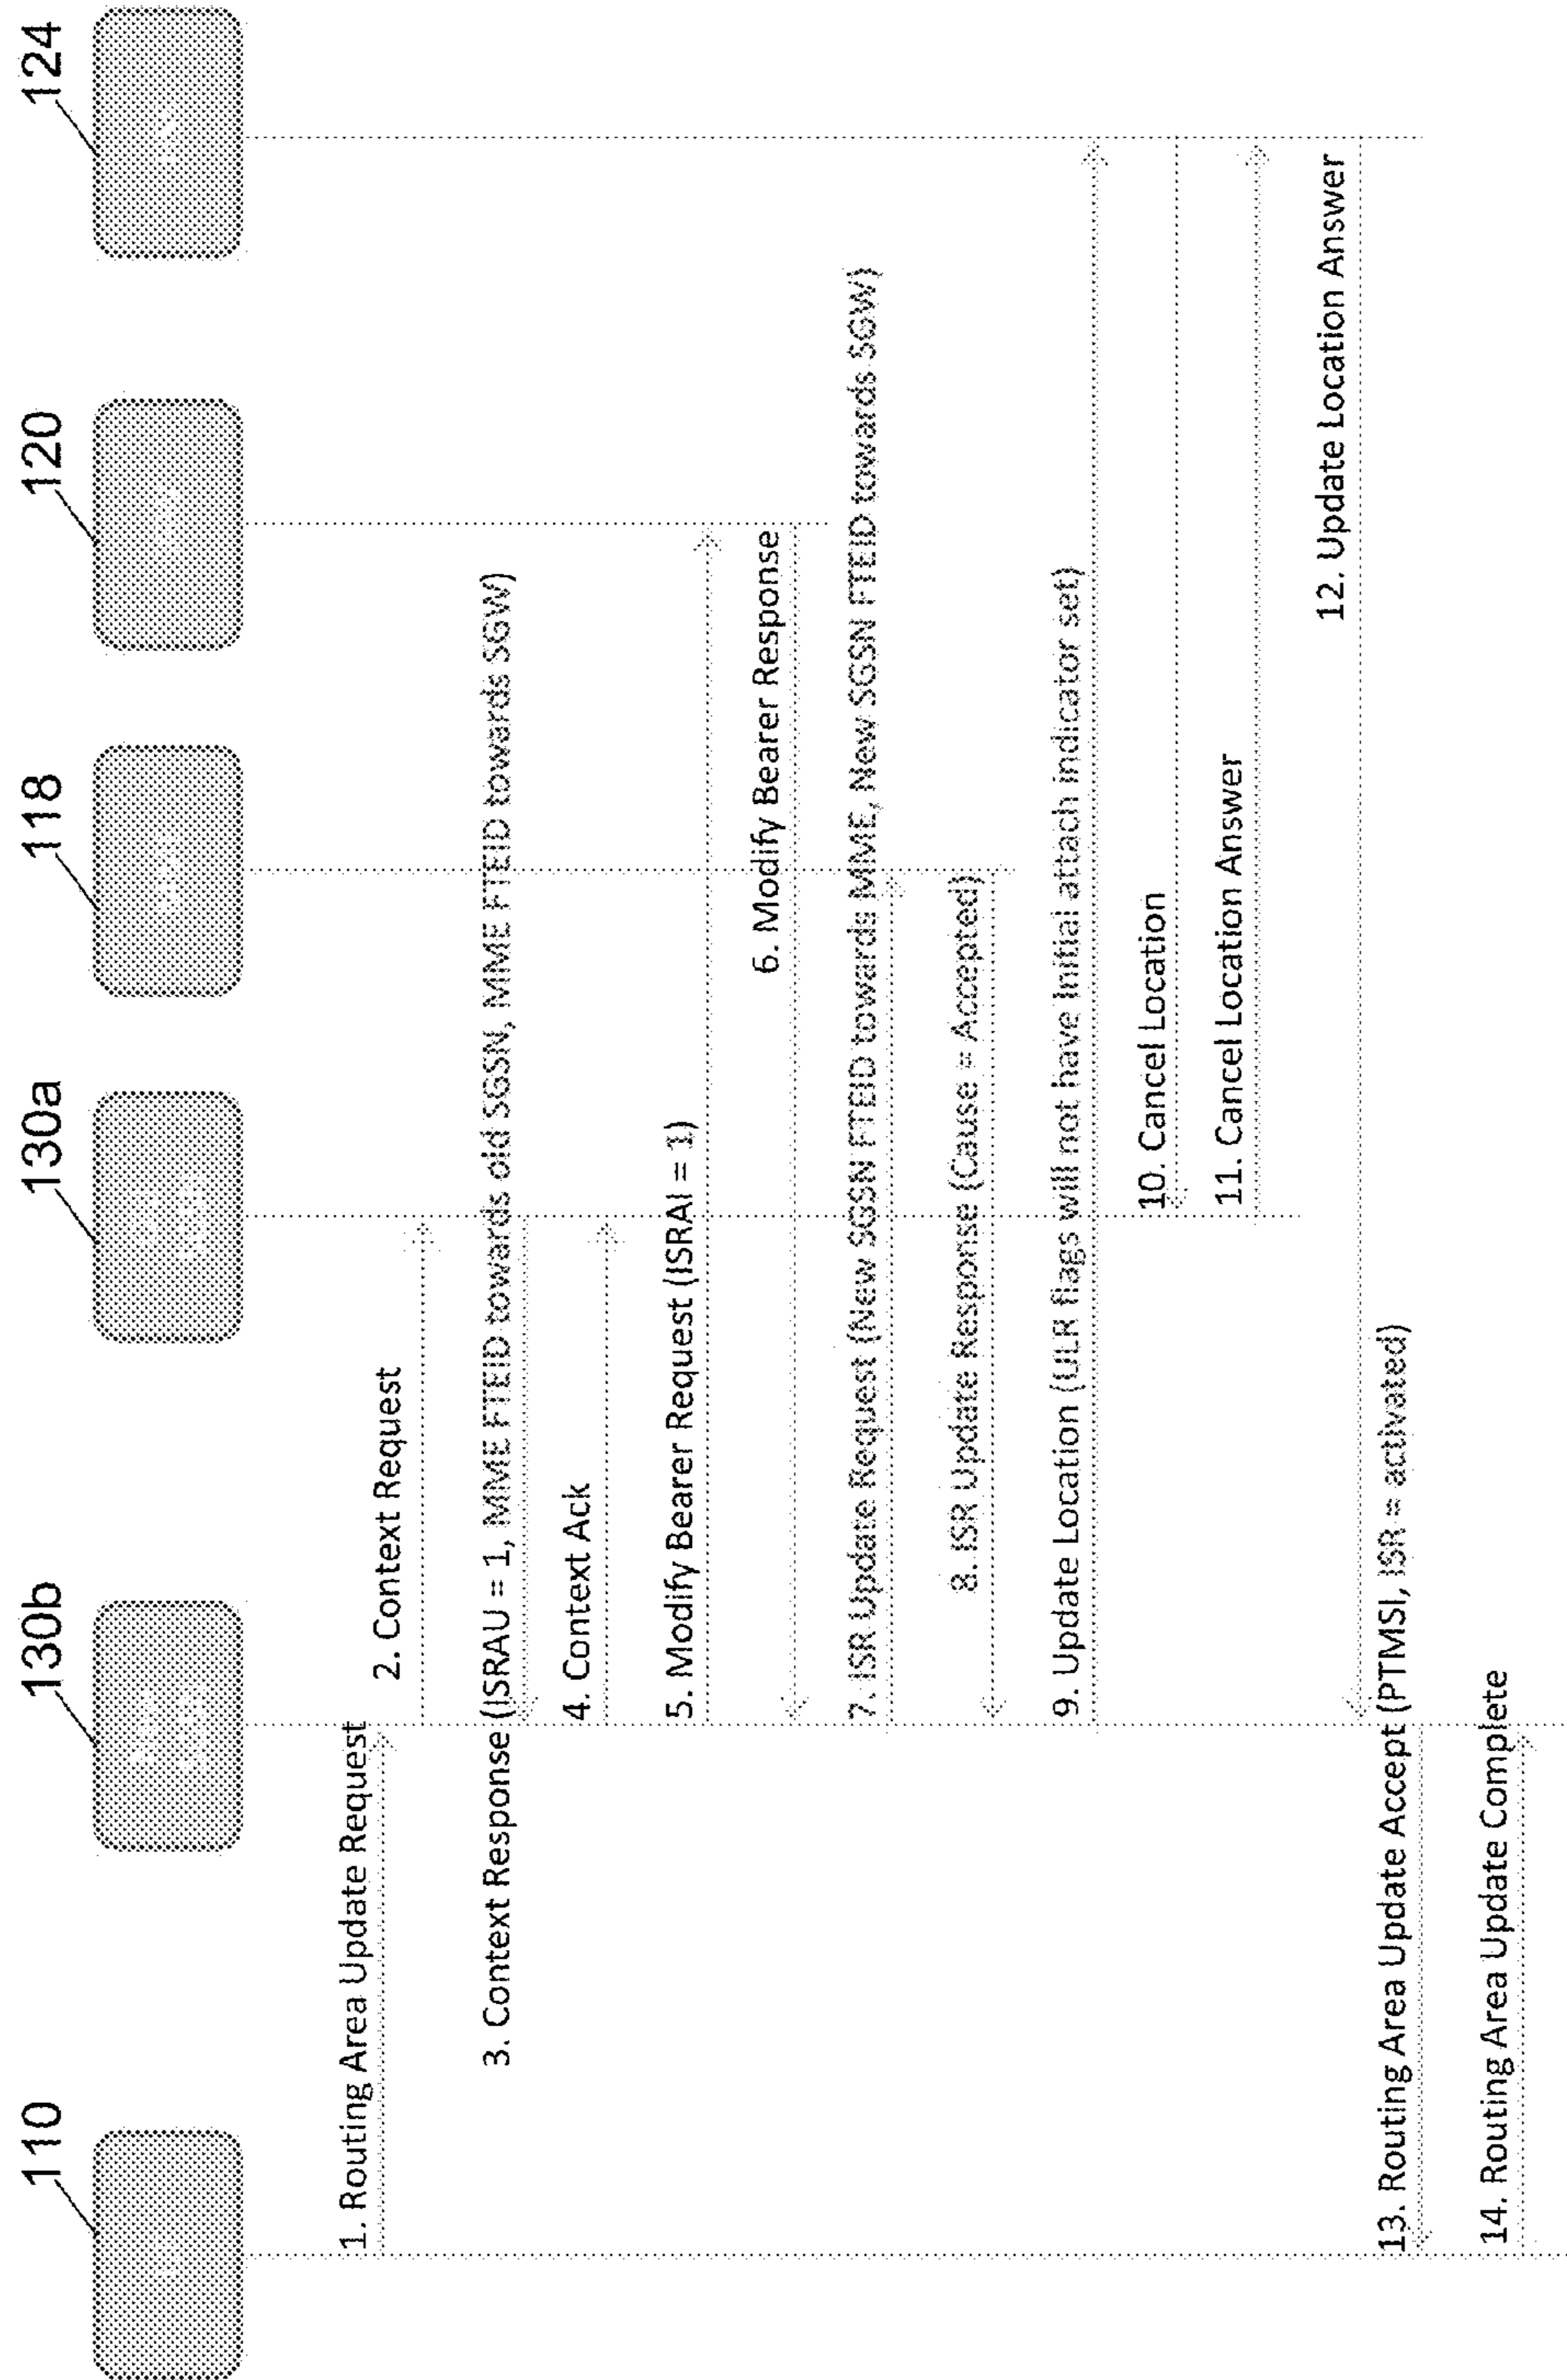 110
130b
130a
118
120
124
1. Routing Area Update Request
2. Context Request
3. Context Response (ISRAU = 1, MME FTEID towards old SGSN, MME FTEID towards SGW)
4. Context Ack
5. Modify Bearer Request (ISRAI = 1)
6. Modify Bearer Response
7. ISR Update Request (New SGSN FTEID towards MME, New SGSN FTEID towards SGW)
8. ISR Update Response (Cause = Accepted)
9. Update Location (ULR flags will not have Initial attach indicator set)
10. Cancel Location
11. Cancel Location Answer
12. Update Location Answer
13. Routing Area Update Accept (PTMSI, ISR = activated)
14. Routing Area Update Complete